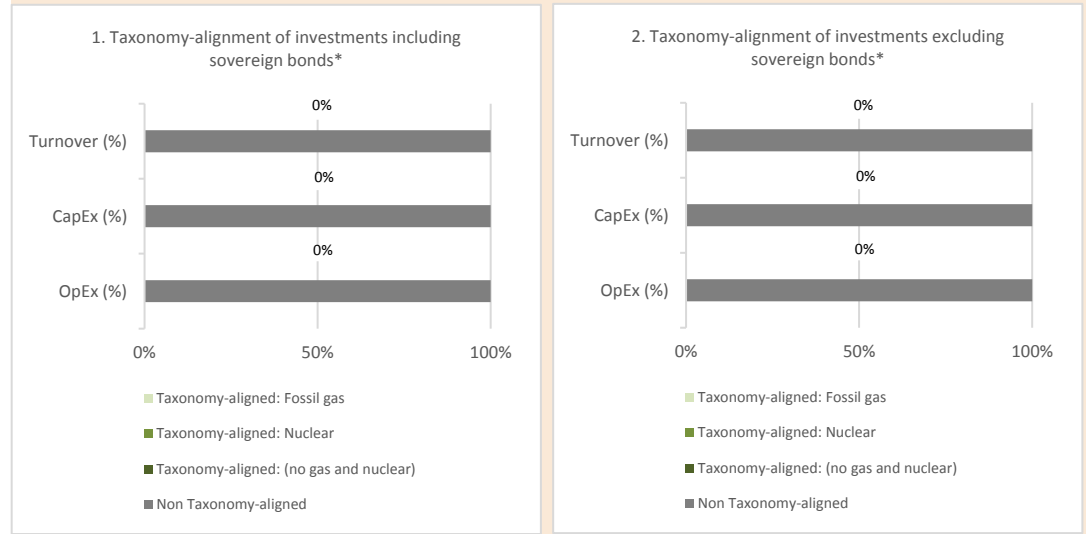 1. Taxonomy-alignment of investments including
sovereign bonds*
0%
Turnover (%)
0%
CapEx (%)
0%
OpEx (%)
0%
50%
100%
Taxonomy-aligned: Fossil gas
Taxonomy-aligned: Nuclear
Taxonomy-aligned: (no gas and nuclear)
Non Taxonomy-aligned
2. Taxonomy-alignment of investments excluding
sovereign bonds*
0%
Turnover (%)
0%
CapEx (%)
0%
OpEx (%)
0%
50%
100%
Taxonomy-aligned: Fossil gas
Taxonomy-aligned: Nuclear
Taxonomy-aligned: (no gas and nuclear)
Non Taxonomy-aligned